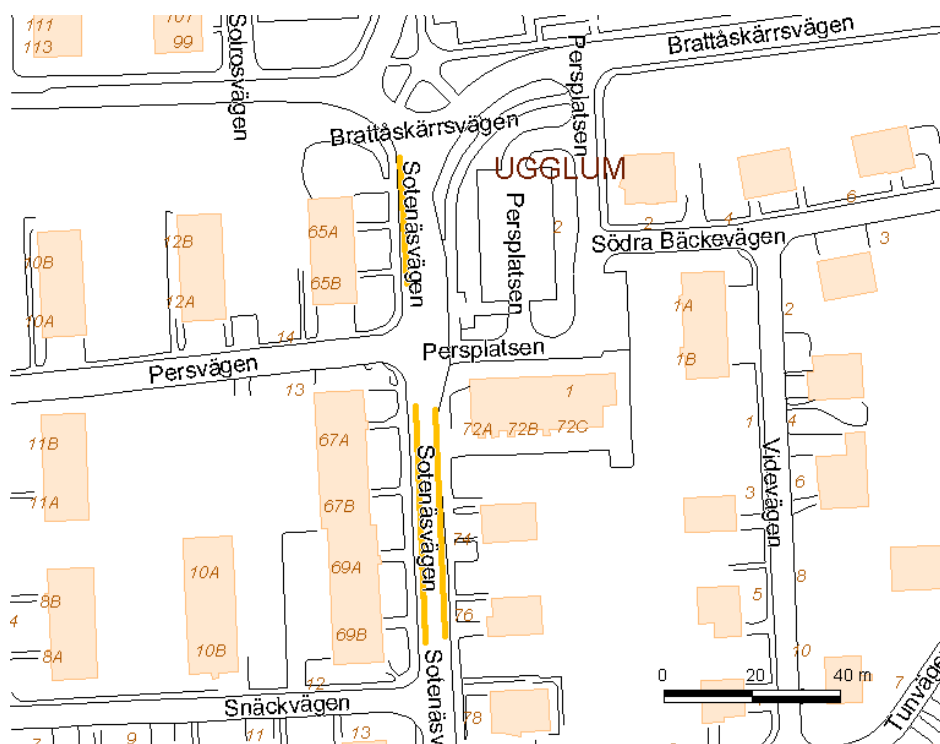 111
113
101
99
Solrosvägen
Persplatsen
Brattåskärrsvägen
Brattåskärrsvägen
UGGLUM
Sotenäsvägen
Persplatsen
2
Persplatsen
2
4
6
3
Södra Bäckevägen
10B
10A
12B
12A
65A
65B
14
1A
1B
2
Persvägen
Persplatsen
13
1
72A
72B
72C
11B
11A
67A
67B
Sotenäsvägen
1
4
Videvägen
3
6
74
8B
8A
4
10A
10B
69A
69B
76
5
8
10
7
Tunväge
0
20
40 m
12
Snäckvägen
Sotenäsv
78
7
9
11
13